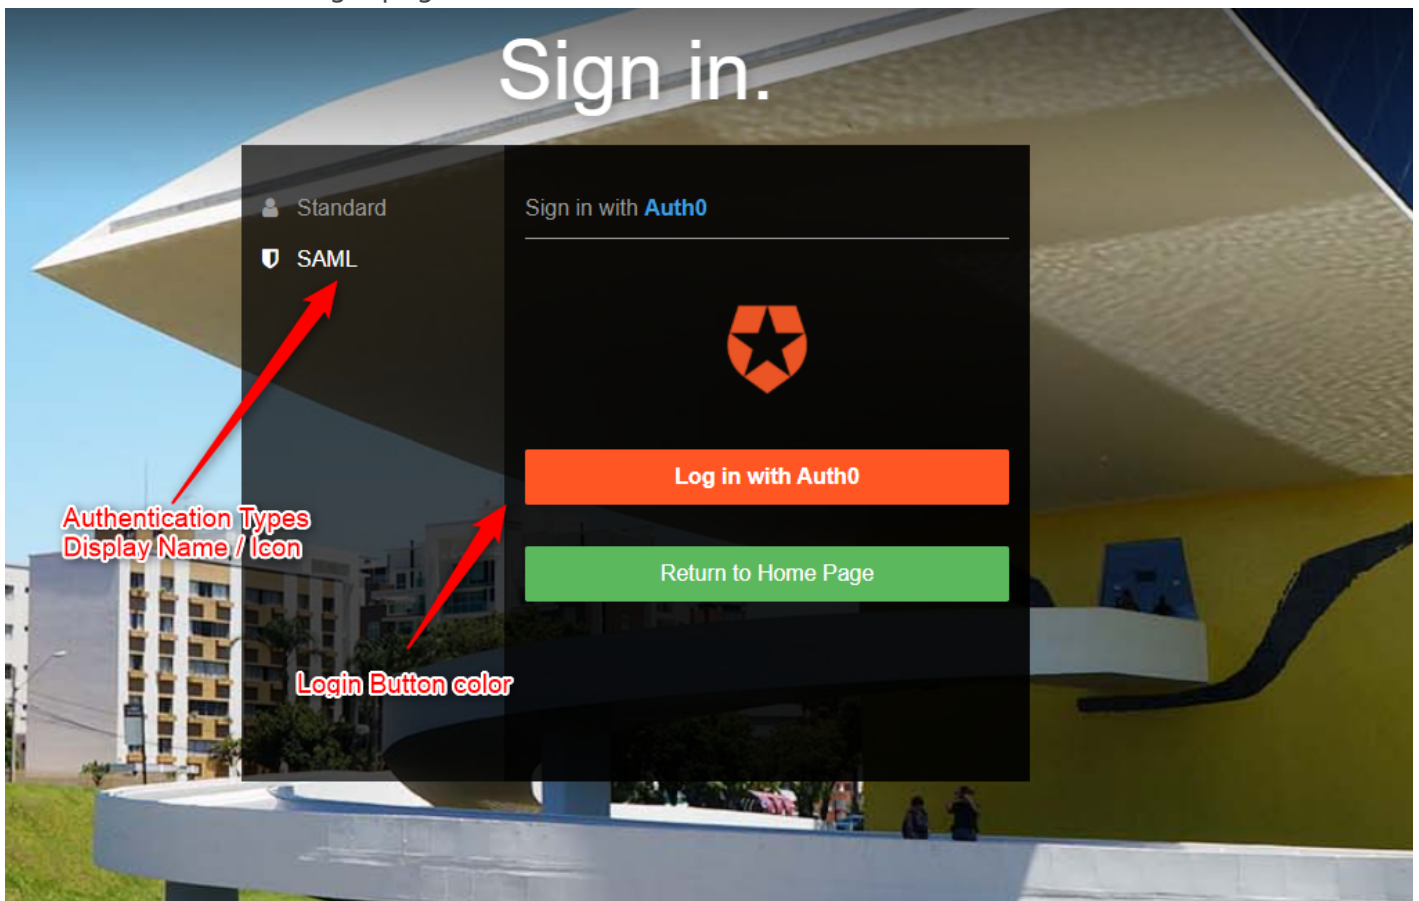 Sign in.
Standard
Sign in with Auth0
SAML
Log in with Auth0
Authentication Types
Display Name / Icon
Return to Home Page
Login Button color